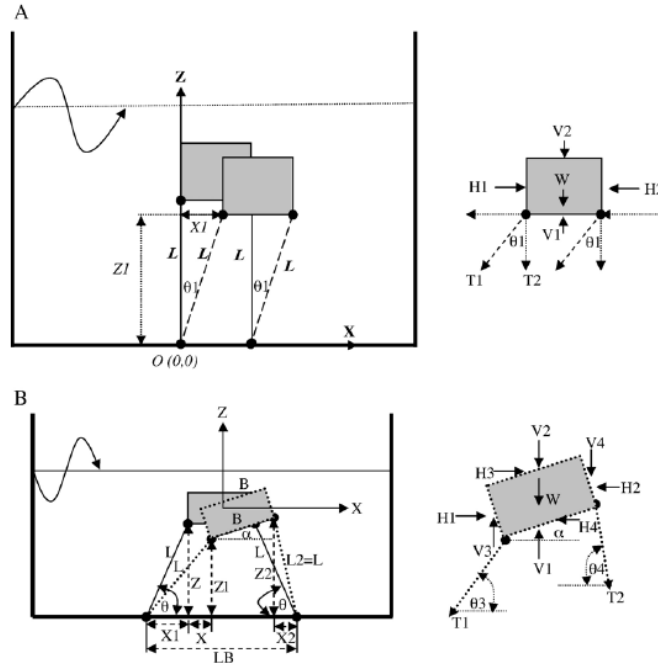 A
Z
X1
L
L
L
L
Z1
θ1
θ1
X
O (0,0)
V2
H1
W
H2
V1
θ1
θ1
T1
T2
B
Z
B
X
B
α
L
L
L
L2=L
Z
Z1
Z2
θ
θ
X1
X
X2
LB
V2
V4
H3
W
H2
H1
H4
α
V3
V1
θ3
θ4
T1
T2